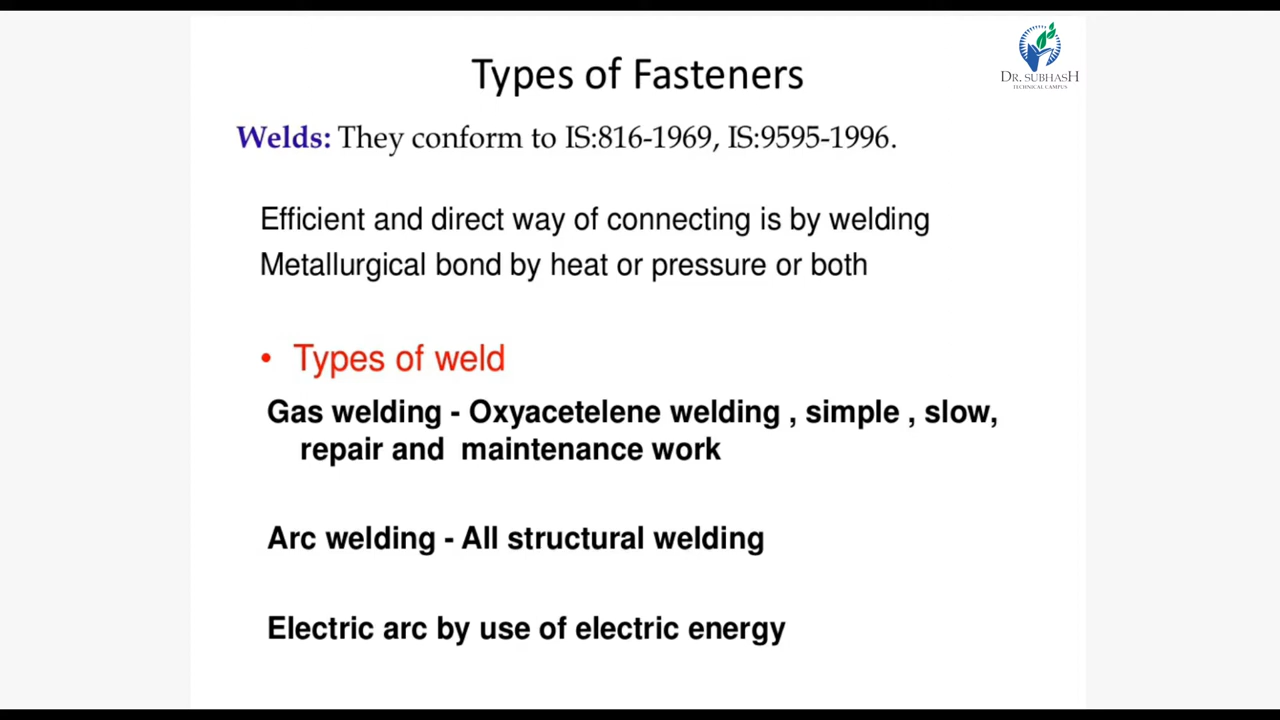 DR. SUBHASH
TECHNICAL CAMPUS
Types of Fasteners
Welds: They conform to IS:816-1969, IS:9595-1996.
Efficient and direct way of connecting is by welding
Metallurgical bond by heat or pressure or both
• Types of weld
Gas welding - Oxyacetelene welding , simple , slow,
repair and maintenance work
Arc welding - All structural welding
Electric arc by use of electric energy